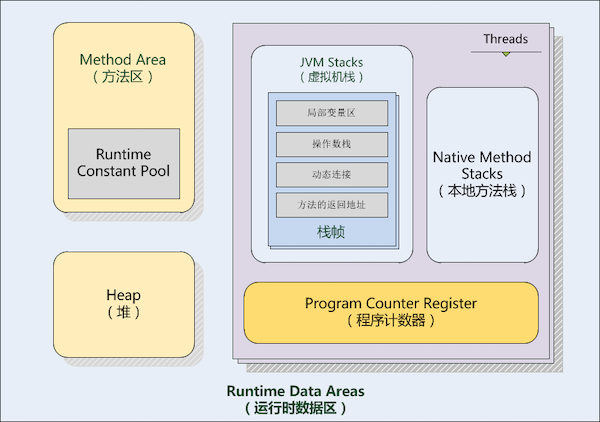 Method Area
（方法区）
Runtime
Constant Pool
Heap
（堆）
Threads
JVM Stacks
（虚拟机栈）
局部变量区
操作数栈
动态连接
方法的返回地址
栈帧
Native Method
Stacks
（本地方法栈）
Program Counter Register
（程序计数器）
Runtime Data Areas
（运行时数据区）